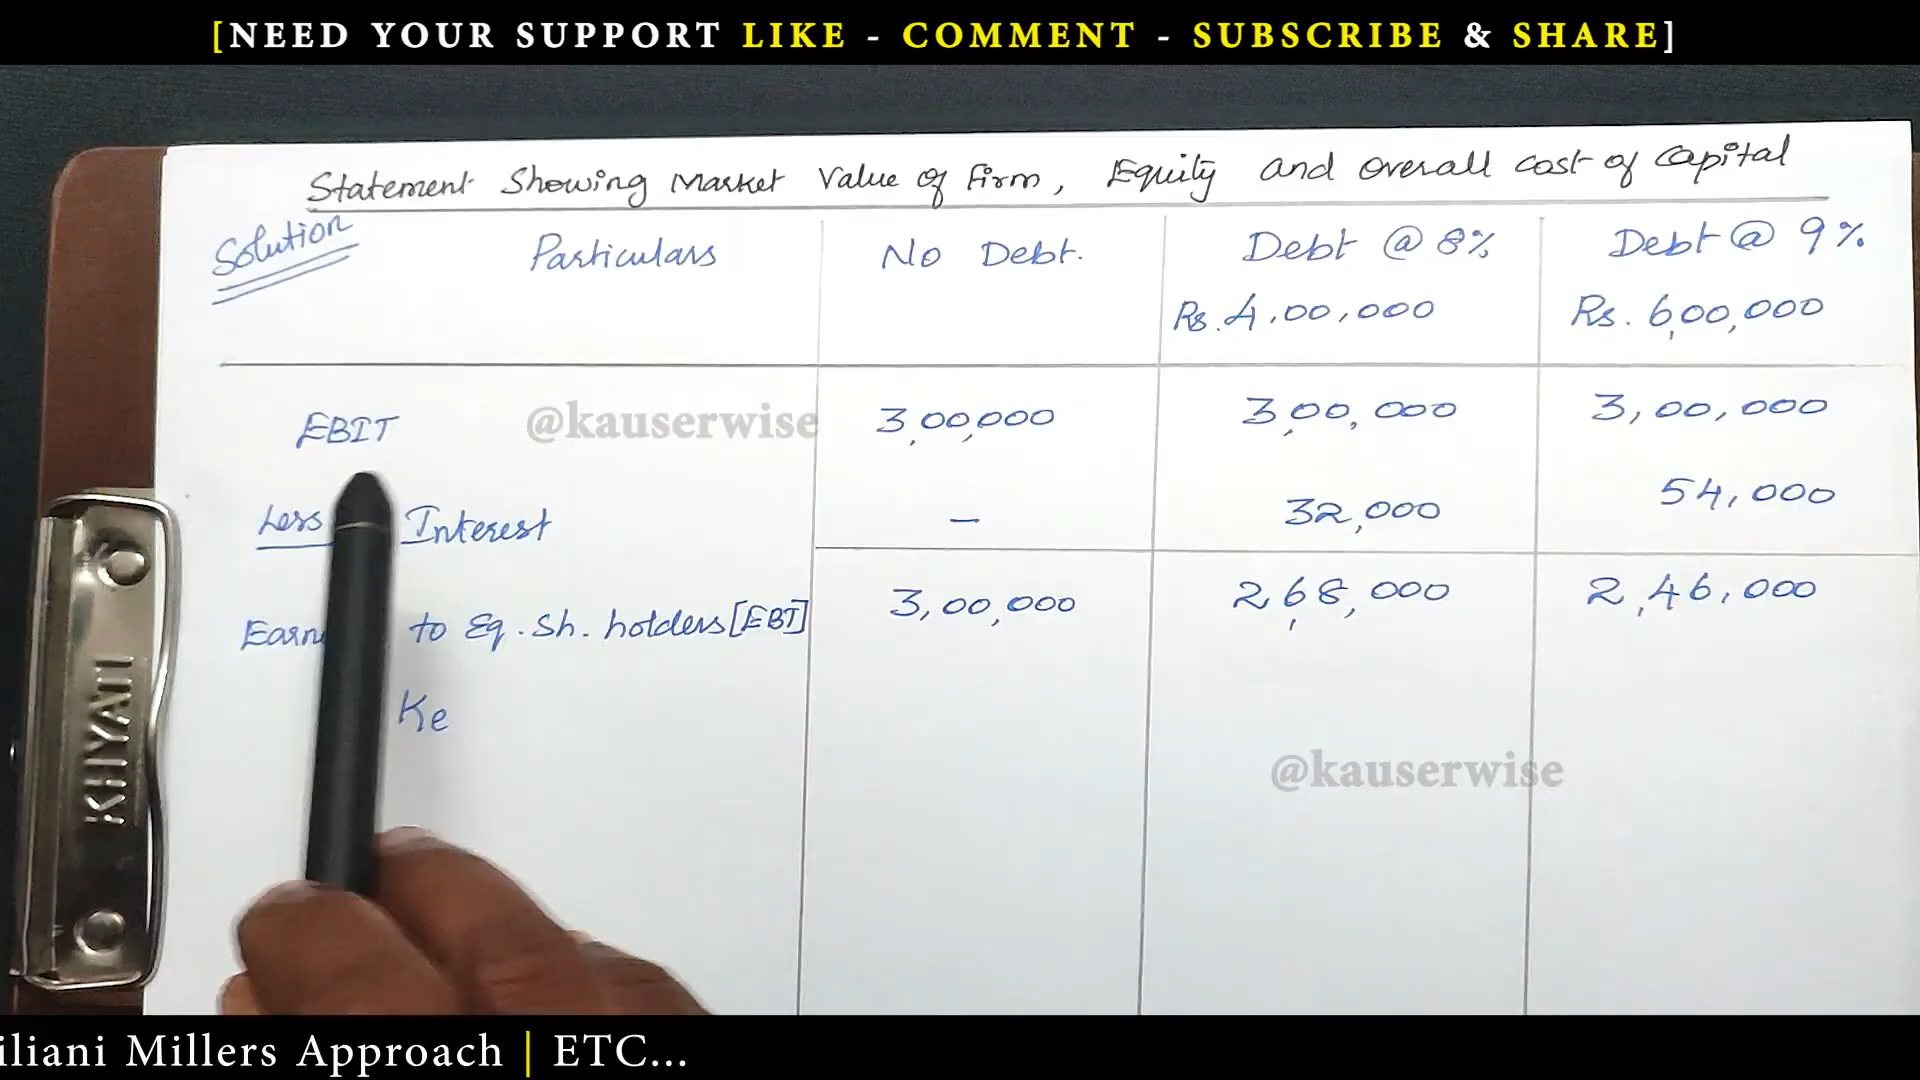 [NEED YOUR SUPPORT LIKE - COMMENT - SUBSCRIBE & SHARE]
Statement Showing Market Value of Firm, Equity and overall cost of Capital
Solution
Particulars No Debt. Debt @ 8% Debt @ 9%
Rs. 4,00,000 Rs. 6,00,000
EBIT 3,00,000 3,00,000 3,00,000
@kauserwise
Less Interest - 32,000 54,000
to Eq. Sh. holders [EBT] 3,00,000 2,68,000 2,46,000
Ke
@kauserwise
KHYATI
iliani Millers Approach | ETC...